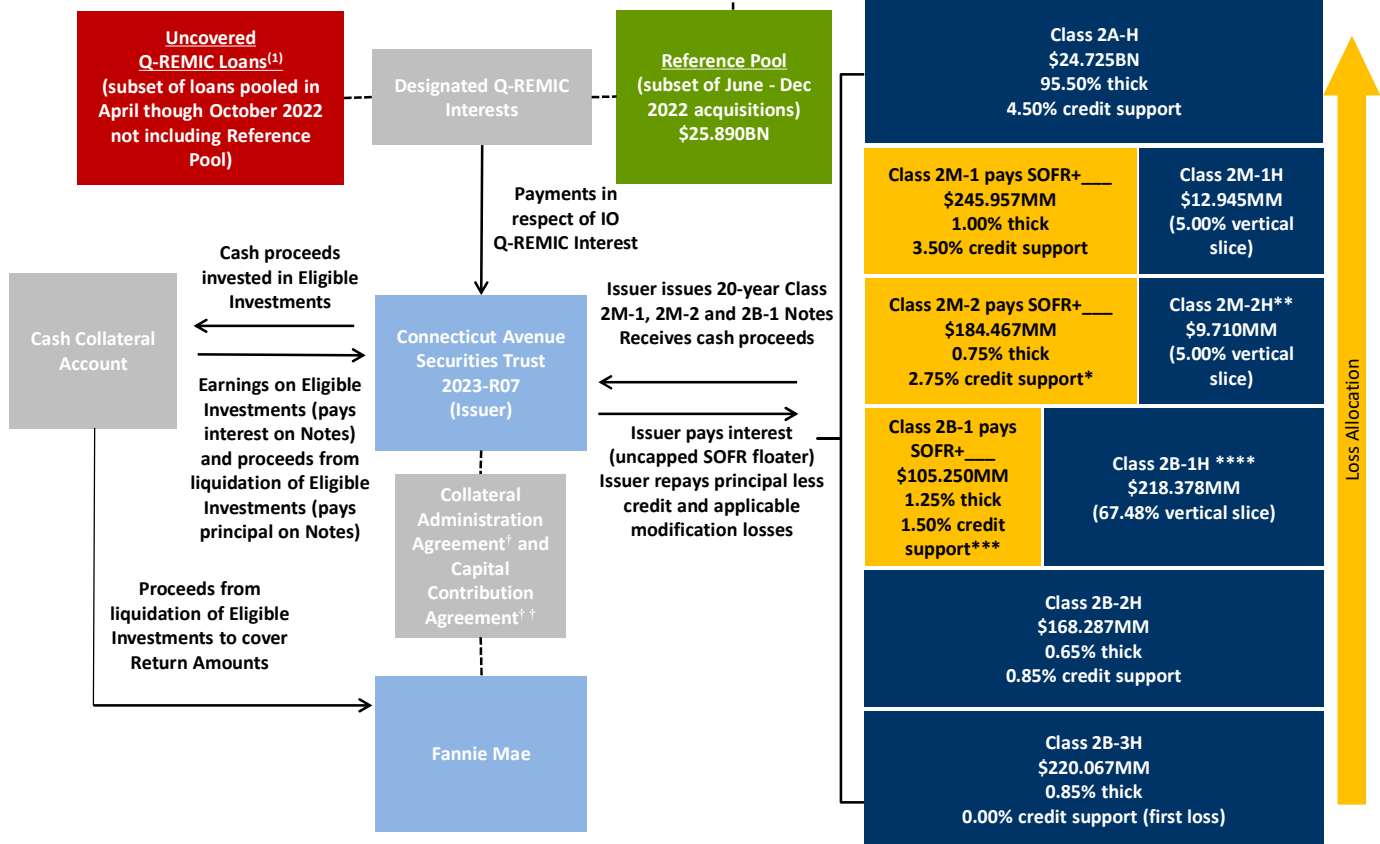 Uncovered
Q-REMIC Loans(1)
(subset of loans pooled in
April though October 2022
not including Reference
Pool)
Designated Q-REMIC
Interests
Reference Pool
(subset of June - Dec
2022 acquisitions)
$25.890BN
Payments in
respect of IO
Q-REMIC Interest
Cash proceeds
invested in Eligible
Investments
Cash Collateral
Account
Earnings on Eligible
Investments (pays
interest on Notes)
and proceeds from
liquidation of Eligible
Investments (pays
principal on Notes)
Connecticut Avenue
Securities Trust
2023-R07
(Issuer)
Issuer issues 20-year Class
2M-1, 2M-2 and 2B-1 Notes
Receives cash proceeds
Issuer pays interest
(uncapped SOFR floater)
Issuer repays principal less
credit and applicable
modification losses
Collateral
Administration
Agreement† and
Capital
Contribution
Agreement† †
Proceeds from
liquidation of Eligible
Investments to cover
Return Amounts
Fannie Mae
Class 2A-H
$24.725BN
95.50% thick
4.50% credit support
Class 2M-1 pays SOFR+___
$245.957MM
1.00% thick
3.50% credit support
Class 2M-1H
$12.945MM
(5.00% vertical
slice)
Class 2M-2 pays SOFR+___
$184.467MM
0.75% thick
2.75% credit support*
Class 2M-2H**
$9.710MM
(5.00% vertical
slice)
Class 2B-1 pays
SOFR+___
$105.250MM
1.25% thick
1.50% credit
support***
Class 2B-1H ****
$218.378MM
(67.48% vertical slice)
Class 2B-2H
$168.287MM
0.65% thick
0.85% credit support
Class 2B-3H
$220.067MM
0.85% thick
0.00% credit support (first loss)
Loss Allocation